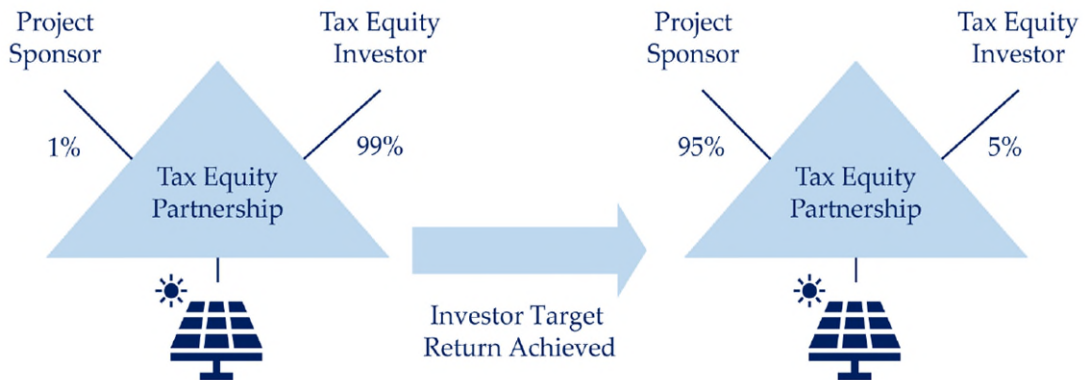 Project
Sponsor
Tax Equity
Investor
1%
99%
Tax Equity
Partnership
Investor Target
Return Achieved
Project
Sponsor
Tax Equity
Investor
95%
5%
Tax Equity
Partnership